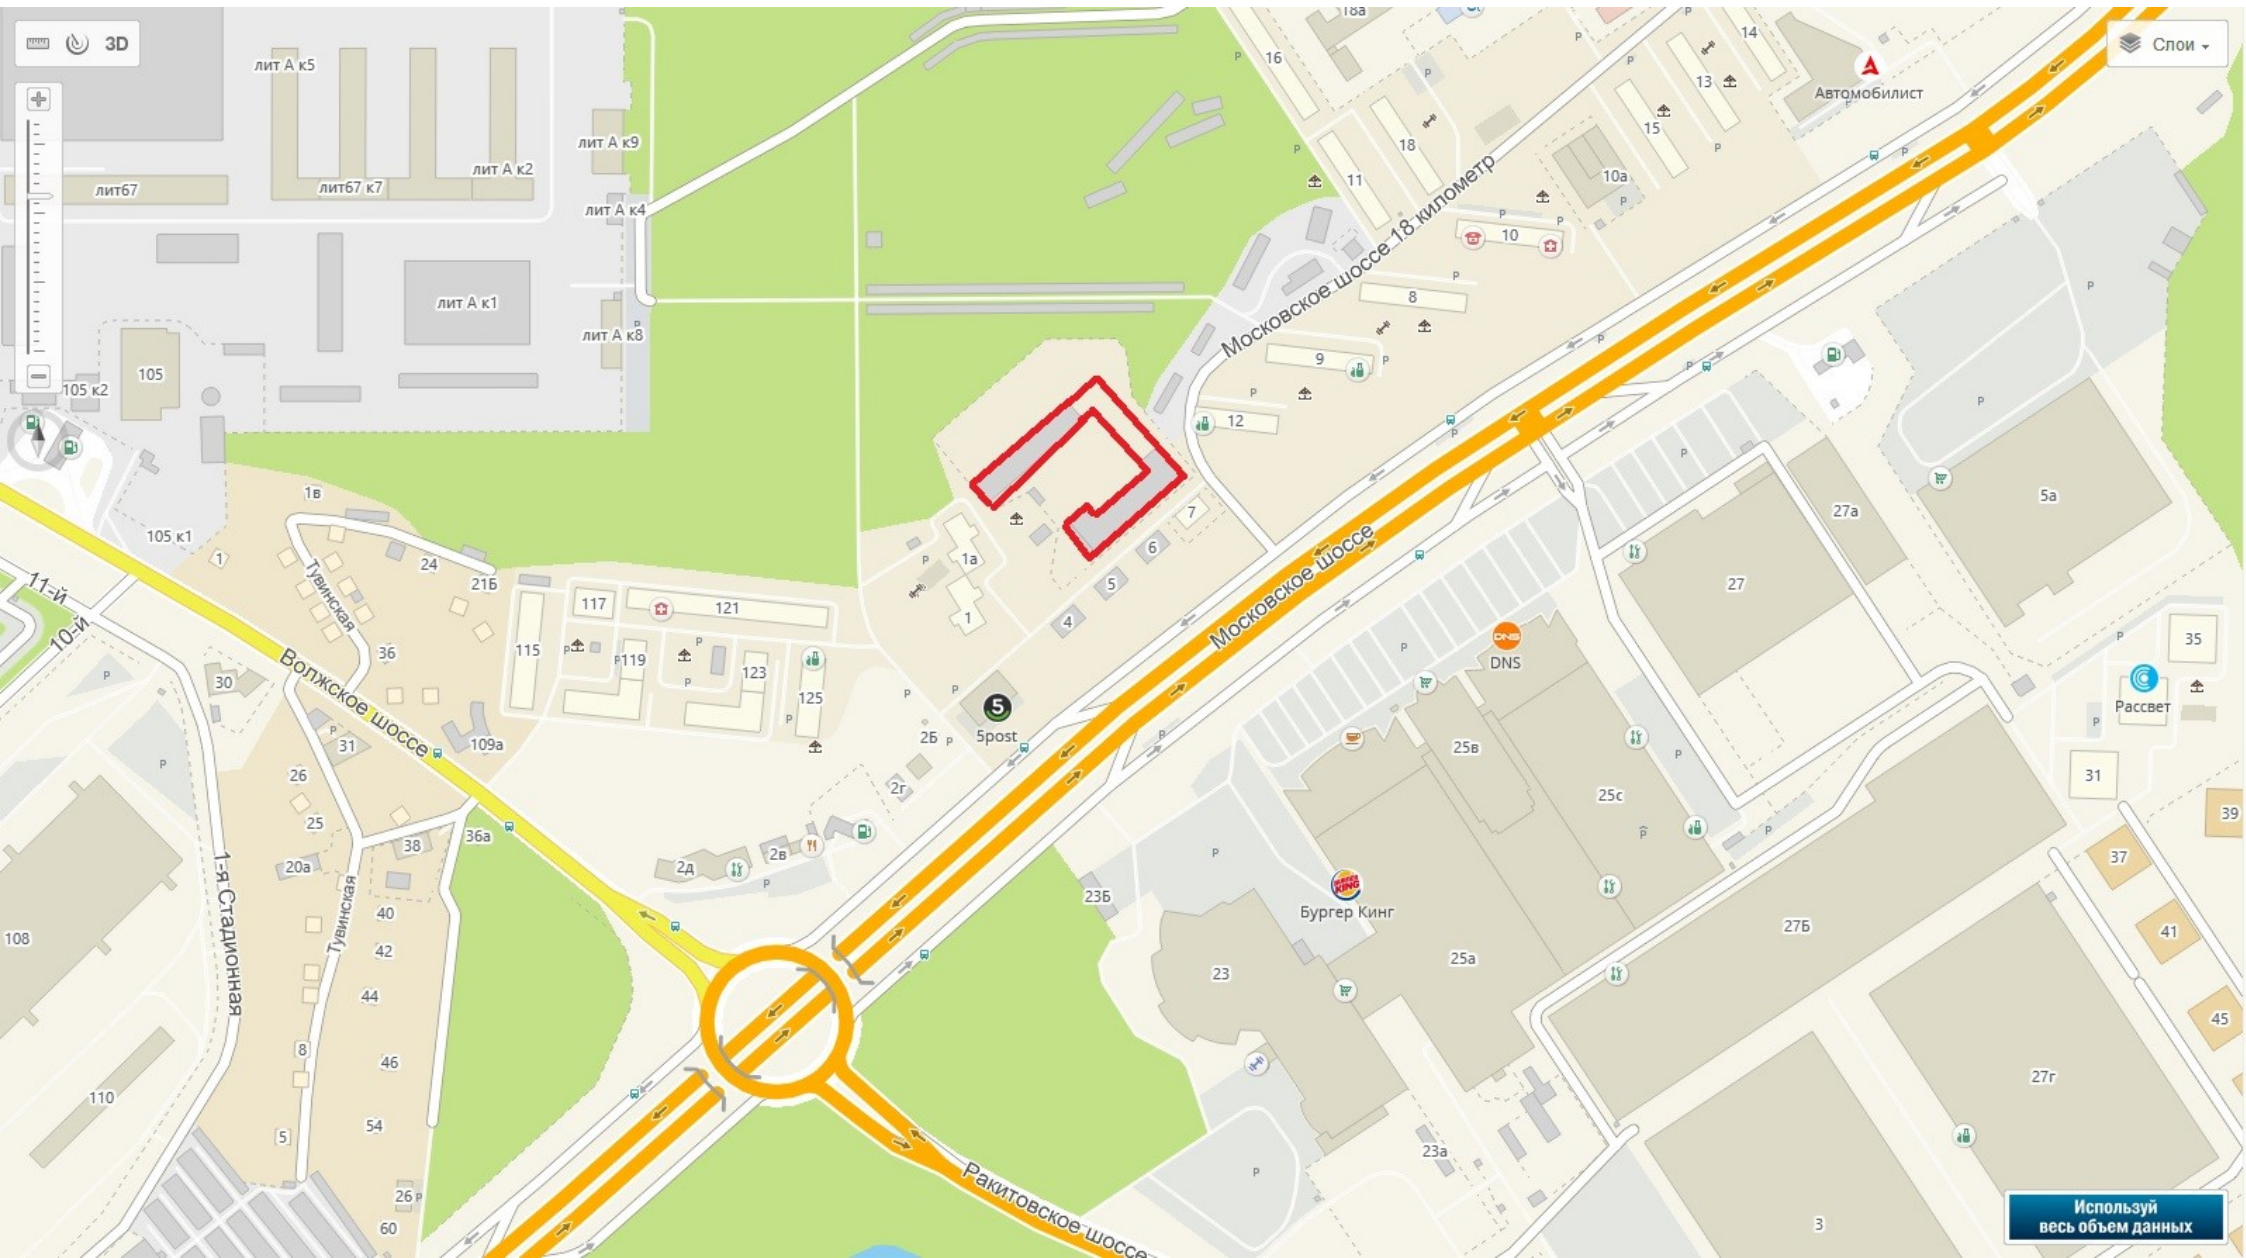 3D
Слои
лит А к5
лит А к9
лит67
лит67 к7
лит А к2
лит А к4
лит А к1
лит А к8
105
105 к2
105 к1
16
18а
14
13
Автомобилист
15
18
11
10а
10
Московское шоссе 18 километр
8
9
12
7
6
5
4
1а
1
1в
1
24
21Б
Тувинская
11-й
10-й
36
30
31
Волжское шоссе
109а
115
117
119
121
123
125
5post
2Б
2г
2в
2д
Московское шоссе
DNS
27
27а
5а
35
Рассвет
31
39
37
41
45
25в
25с
27Б
27г
Бургер Кинг
25а
23
23Б
23а
3
26
25
20а
38
36а
1-я Стадионная
Тувинская
40
42
44
46
54
8
5
26
60
108
110
Ракитовское шоссе
Используй
весь объем данных